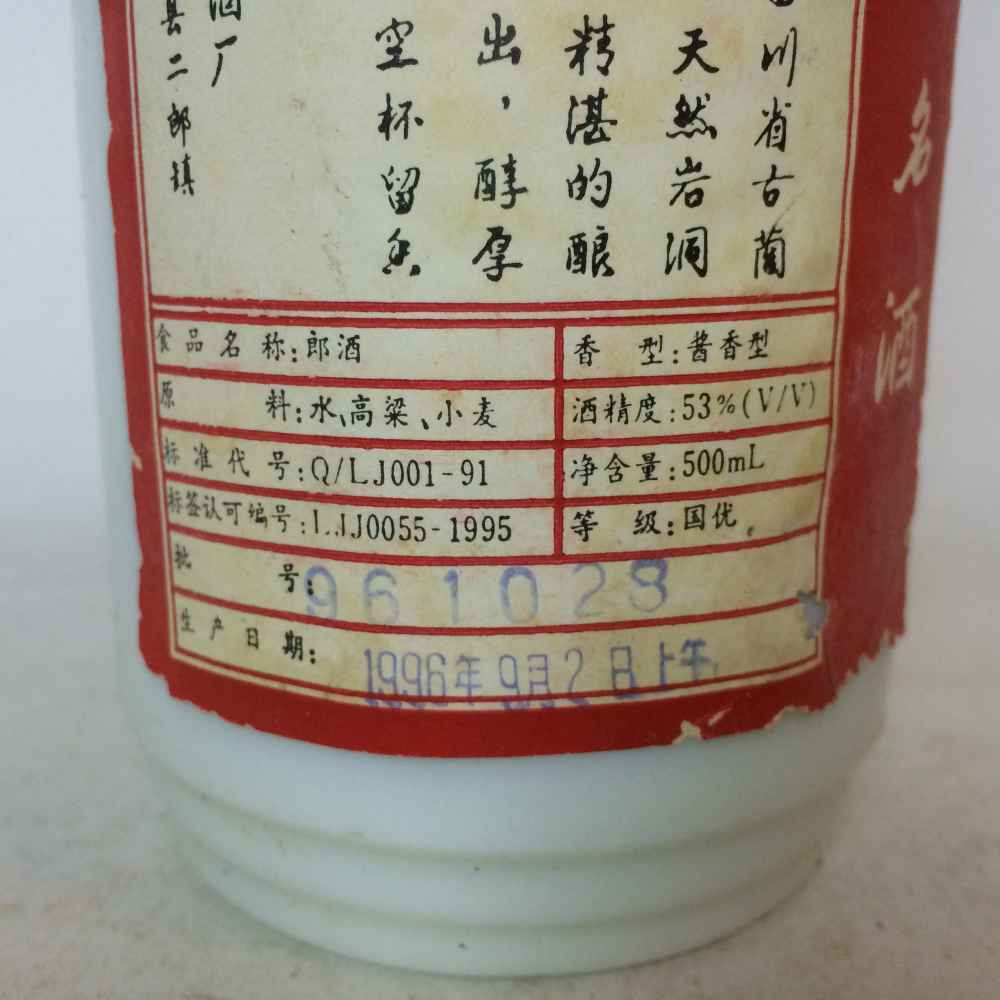 川省古蔺
天然岩洞
精湛的酿
出，醇厚
空杯留香
酒厂
县二郎镇
食品名称：郎酒
香 型：酱香型
原 料：水、高粱、小麦
酒精度：53%(V/V)
标准代号：Q/LJ001-91
净含量：500mL
标签认可编号：LJJ0055-1995
等 级：国优
批 号：961028
生产日期：1996年9月2日上午
名酒